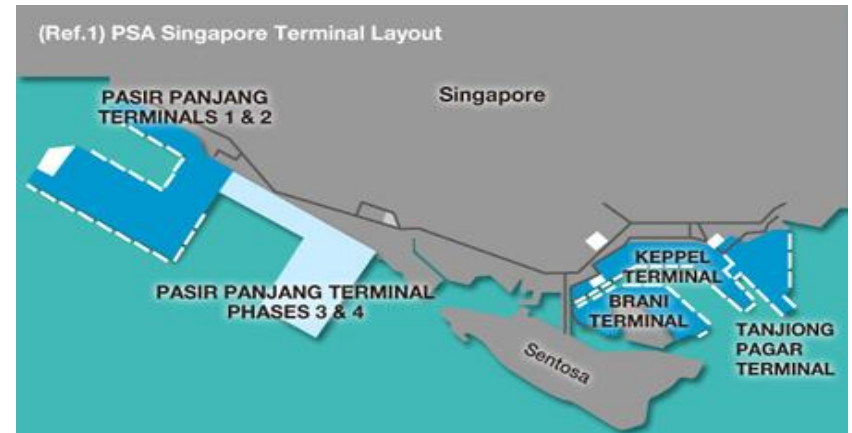 (Ref.1) PSA Singapore Terminal Layout
PASIR PANJANG
TERMINALS 1 & 2
Singapore
PASIR PANJANG TERMINAL
PHASES 3 & 4
KEPPEL
TERMINAL
BRANI
TERMINAL
TANJIONG
PAGAR
TERMINAL
Sentosa